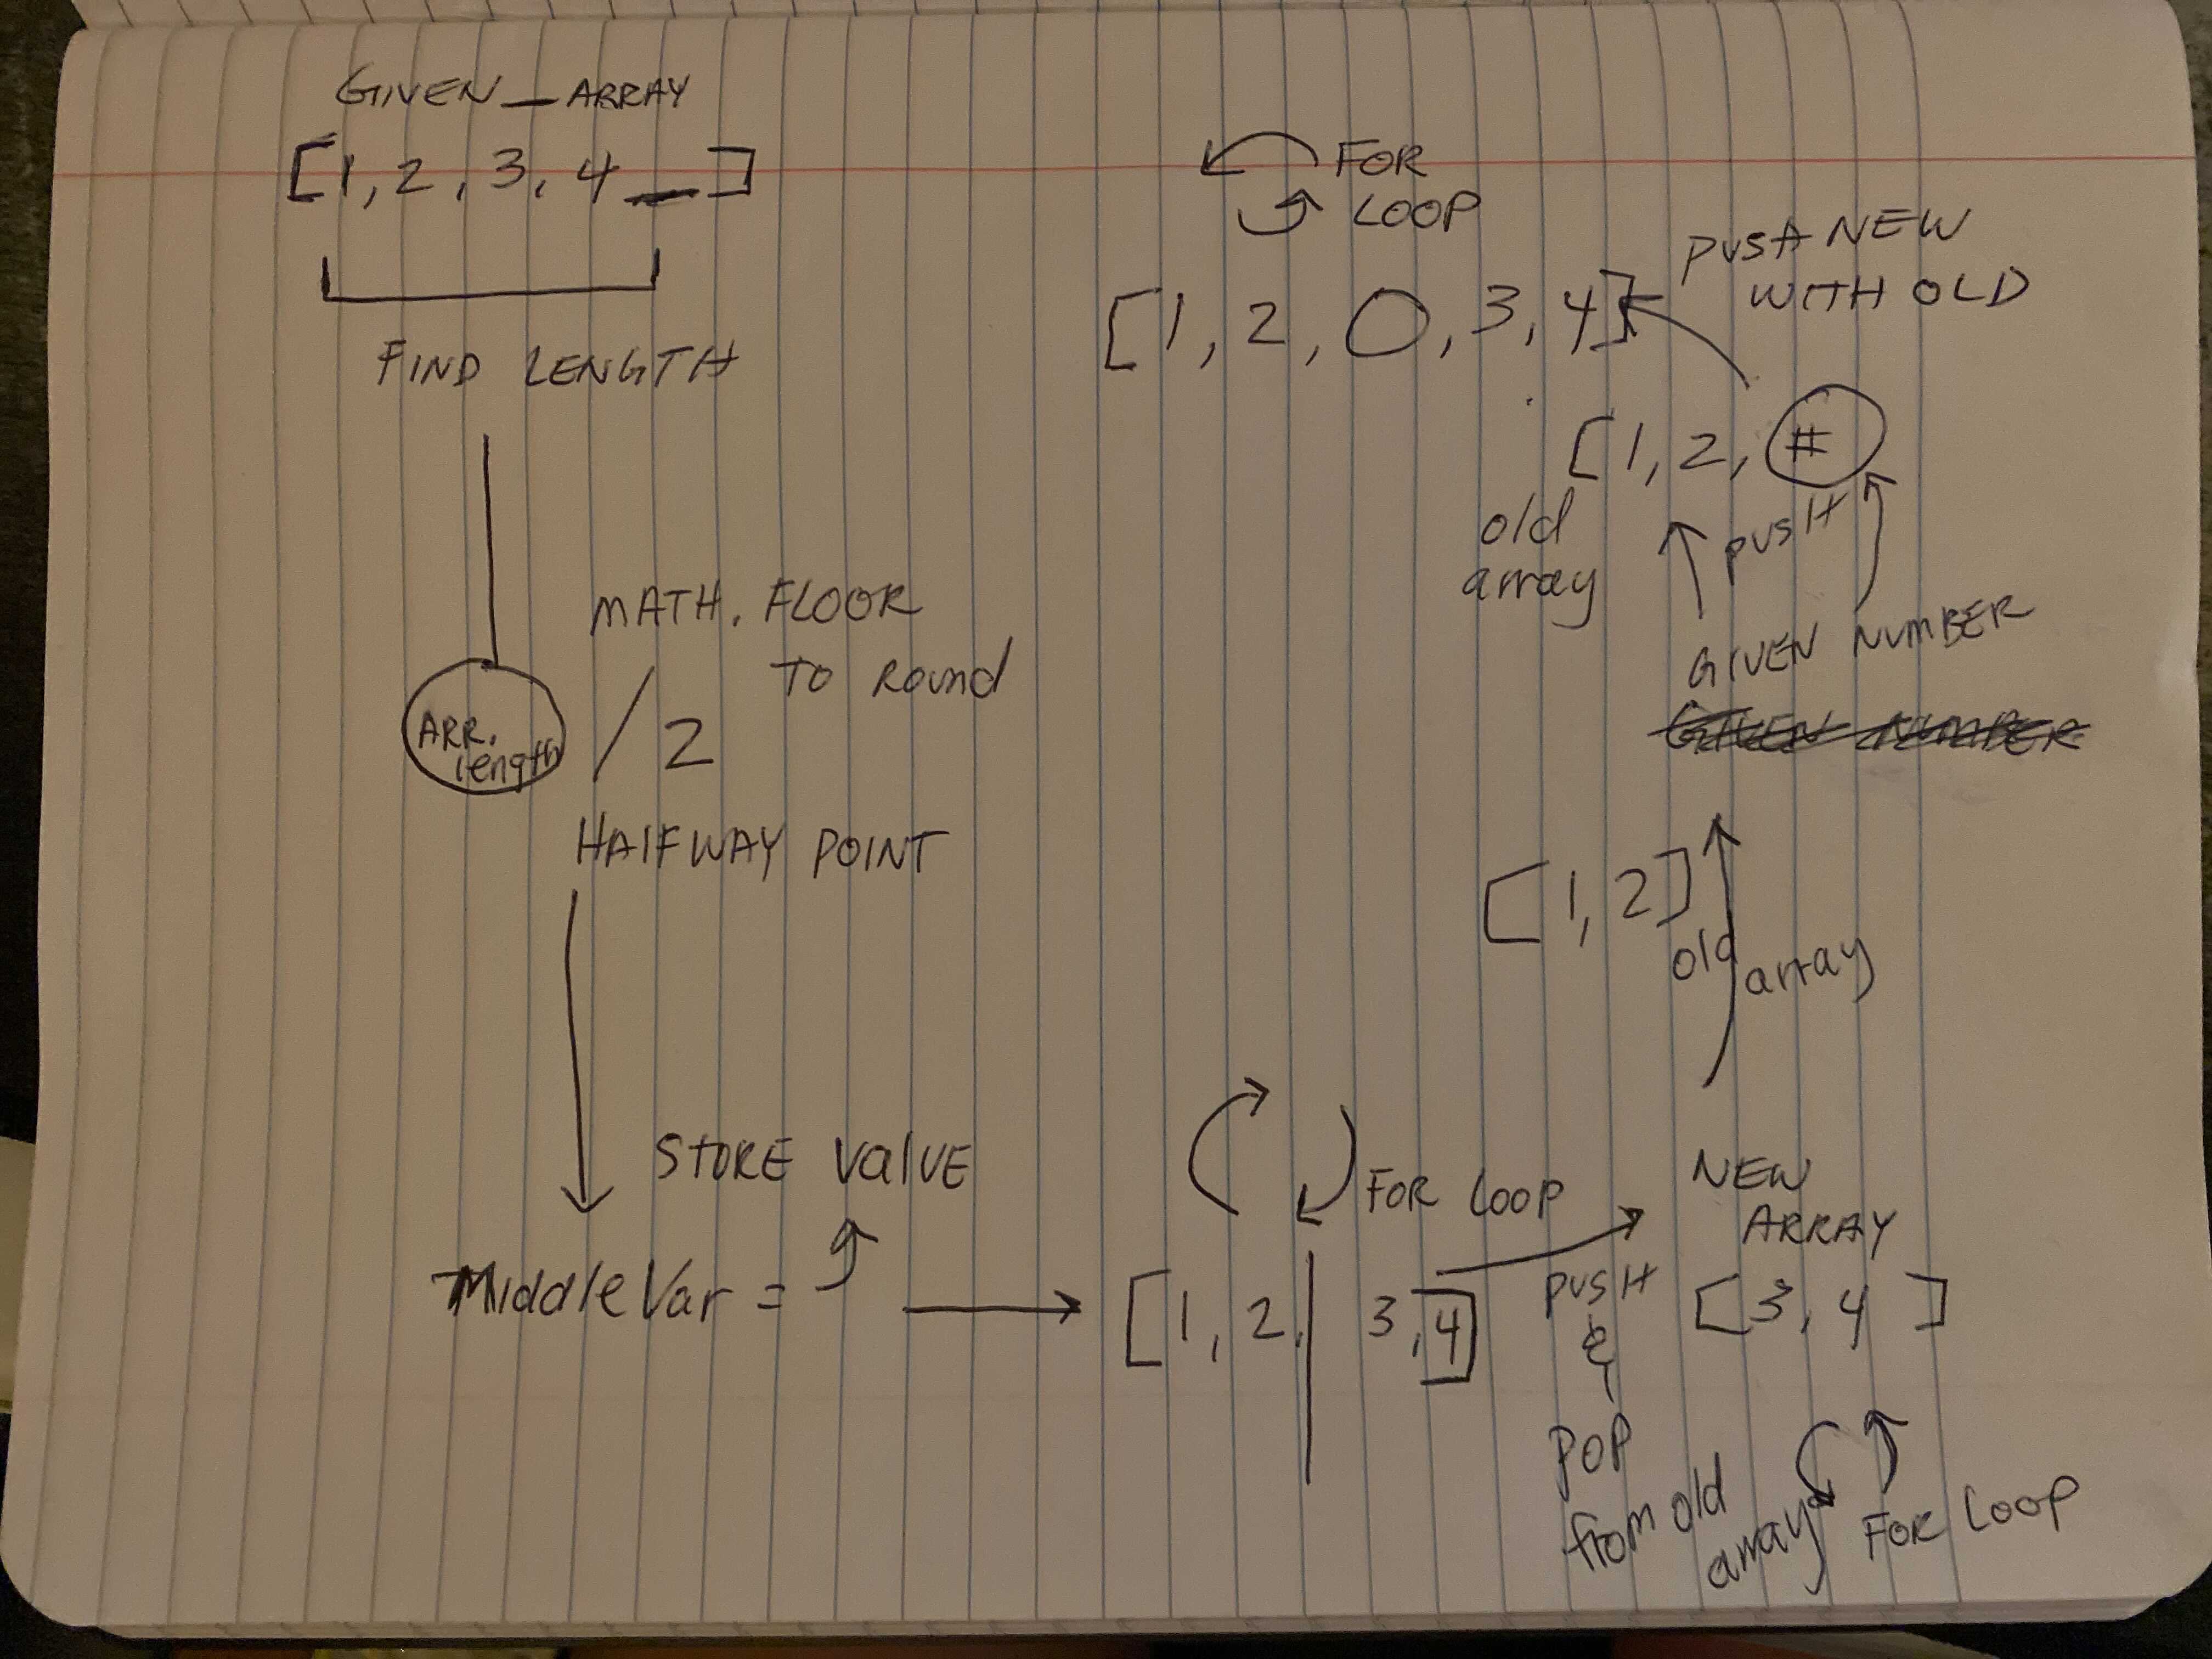 GIVEN_ARRAY
[1, 2, 3, 4 _ ]
FIND LENGTH
MATH. FLOOR
TO ROUND
ARR.
length
/ 2
HALFWAY POINT
STORE VALUE
MiddleVar =
[1, 2, 3, 4]
FOR LOOP
PUSH
&
POP
from old
array
NEW
ARRAY
[3, 4 ]
FOR LOOP
[1, 2]
old array
GIVEN NUMBER
GIVEN NUMBER
PUSH
old
array
[1, 2, #
PUSH NEW
WITH OLD
[1, 2, O, 3, 4]
FOR
LOOP